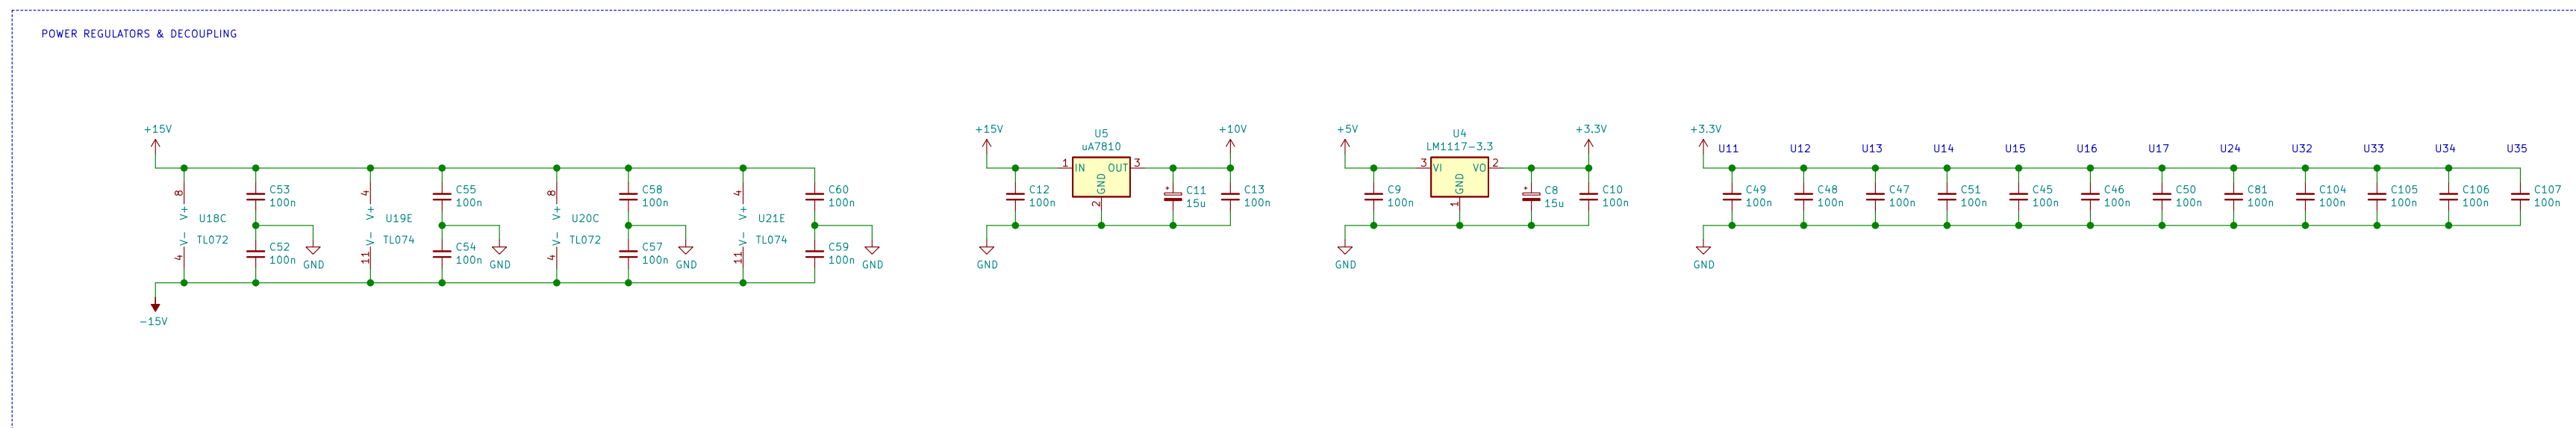 POWER REGULATORS & DECOUPLING
+15V
8
V+
U18C
TL072
V-
4
C53
100n
C52
100n
GND
4
V+
U19E
TL074
V-
11
C55
100n
C54
100n
GND
8
V+
U20C
TL072
V-
4
C58
100n
C57
100n
GND
4
V+
U21E
TL074
V-
11
C60
100n
C59
100n
GND
-15V
+15V
C12
100n
GND
U5
uA7810
1
IN
OUT
3
GND
2
+
C11
15u
+10V
C13
100n
+5V
C9
100n
GND
U4
LM1117-3.3
3
VI
VO
2
GND
1
+
C8
15u
+3.3V
C10
100n
+3.3V
GND
U11
C49
100n
U12
C48
100n
U13
C47
100n
U14
C51
100n
U15
C45
100n
U16
C46
100n
U17
C50
100n
U24
C81
100n
U32
C104
100n
U33
C105
100n
U34
C106
100n
U35
C107
100n